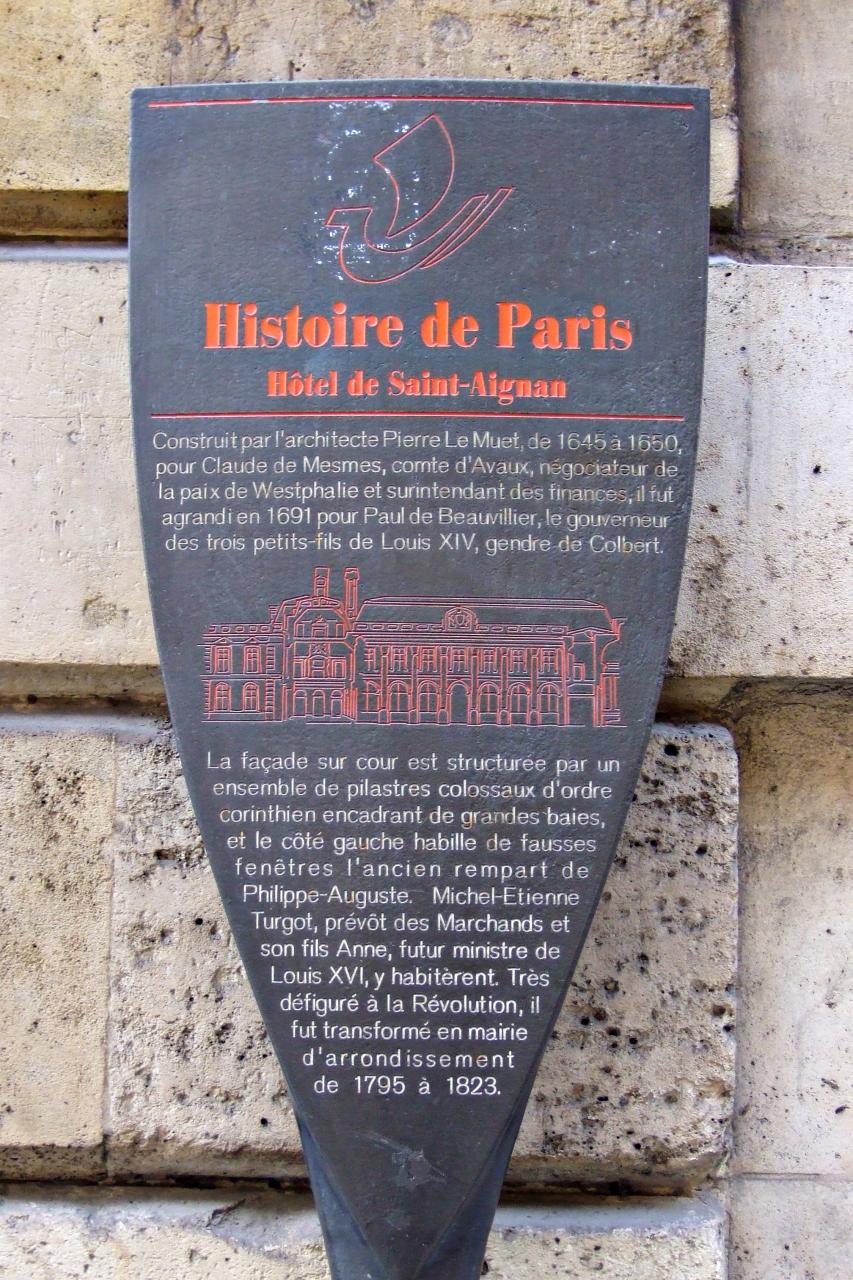 Histoire de Paris
Hôtel de Saint-Aignan
Construit par l'architecte Pierre Le Muet, de 1645 à 1650,
pour Claude de Mesmes, comte d'Avaux, négociateur de
la paix de Westphalie et surintendant des finances, il fut
agrandi en 1691 pour Paul de Beauvillier, le gouverneur
des trois petits-fils de Louis XIV, gendre de Colbert.
La façade sur cour est structurée par un
ensemble de pilastres colossaux d'ordre
corinthien encadrant de grandes baies,
et le côté gauche habille de fausses
fenêtres l'ancien rempart de
Philippe-Auguste. Michel-Etienne
Turgot, prévôt des Marchands et
son fils Anne, futur ministre de
Louis XVI, y habitèrent. Très
défiguré à la Révolution, il
fut transformé en mairie
d'arrondissement
de 1795 à 1823.